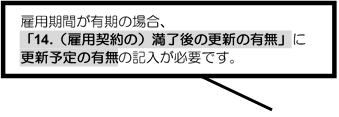 雇用期間が有期の場合、
「14.（雇用契約の）満了後の更新の有無」に
更新予定の有無の記入が必要です。